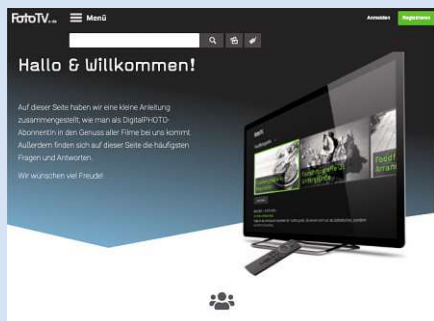 FotoTV.
Menü
Anmelden
Registrieren
Hallo & Willkommen!
Auf dieser Seite haben wir eine kleine Anleitung
zusammengestellt, wie man als DigitalPHOTO-
AbonnentIn in den Genuss aller Filme bei uns kommt
Außerdem finden sich auf dieser Seite die häufigsten
Fragen und Antworten.
Wir wünschen viel Freude!